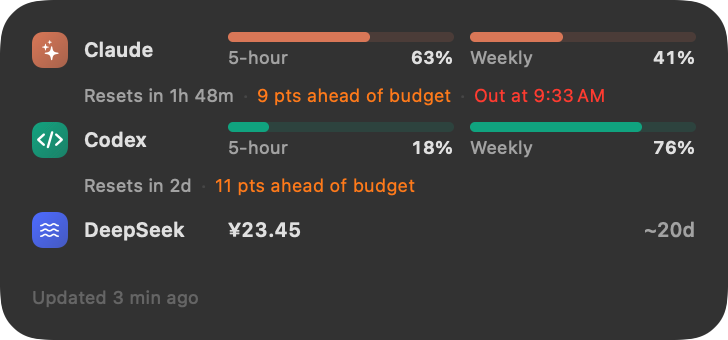 Claude 5-hour 63% Weekly 41%
Resets in 1h 48m · 9 pts ahead of budget · Out at 9:33 AM
</> Codex 5-hour 18% Weekly 76%
Resets in 2d · 11 pts ahead of budget
DeepSeek ¥23.45 ~20d
Updated 3 min ago